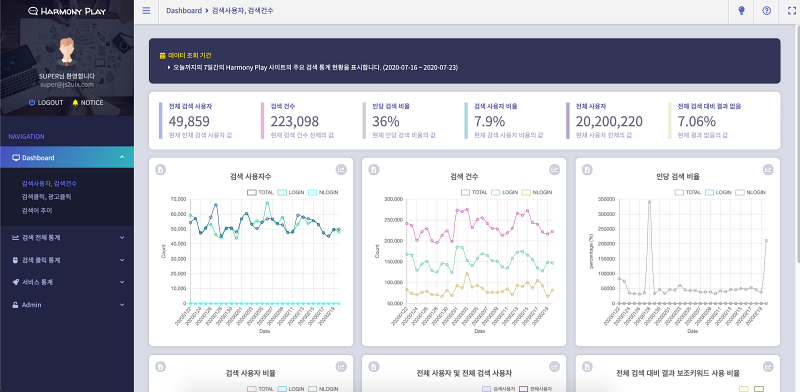 HARMONY PLAY
SUPER님 환영합니다
super@js2uix.com
LOGOUT
NOTICE
NAVIGATION
Dashboard
검색사용자, 검색건수
검색클릭, 광고클릭
검색어 추이
검색 전체 통계
검색 클릭 통계
서비스 통계
Admin
Dashboard > 검색사용자, 검색건수
데이터 조회 기간
오늘까지의 7일간의 Harmony Play 사이트의 주요 검색 통계 현황을 표시합니다. (2020-07-16 ~ 2020-07-23)
전체 검색 사용자
49,859
현재 전체 검색 사용자 값
검색 건수
223,098
현재 검색 건수 전체의 값
인당 검색 비율
36%
현재 인당 검색 비율의 값
검색 사용자 비율
7.9%
현재 검색 사용자 비율의 값
전체 사용자
20,200,220
현재 사용자 전체의 값
전체 검색 대비 결과 없음
7.06%
현재 결과 없음의 값
검색 사용자수
TOTAL LOGIN NLOGIN
70,000
60,000
50,000
40,000
30,000
20,000
10,000
0
Count
20200122 20200124 20200126 20200128 20200201 20200203 20200205 20200207 20200209 20200211 20200213 20200215 20200217 20200219
Date
검색 건수
TOTAL LOGIN NLOGIN
300,000
250,000
200,000
150,000
100,000
50,000
Count
Date
인당 검색 비율
TOTAL LOGIN NLOGIN
350000
300000
250000
200000
150000
100000
50000
0
percentage (%)
Date
검색 사용자 비율
TOTAL LOGIN NLOGIN
전체 사용자 및 전체 검색 사용자
검색사용자 전체사용자
전체 검색 대비 결과 보조키워드 사용 비율